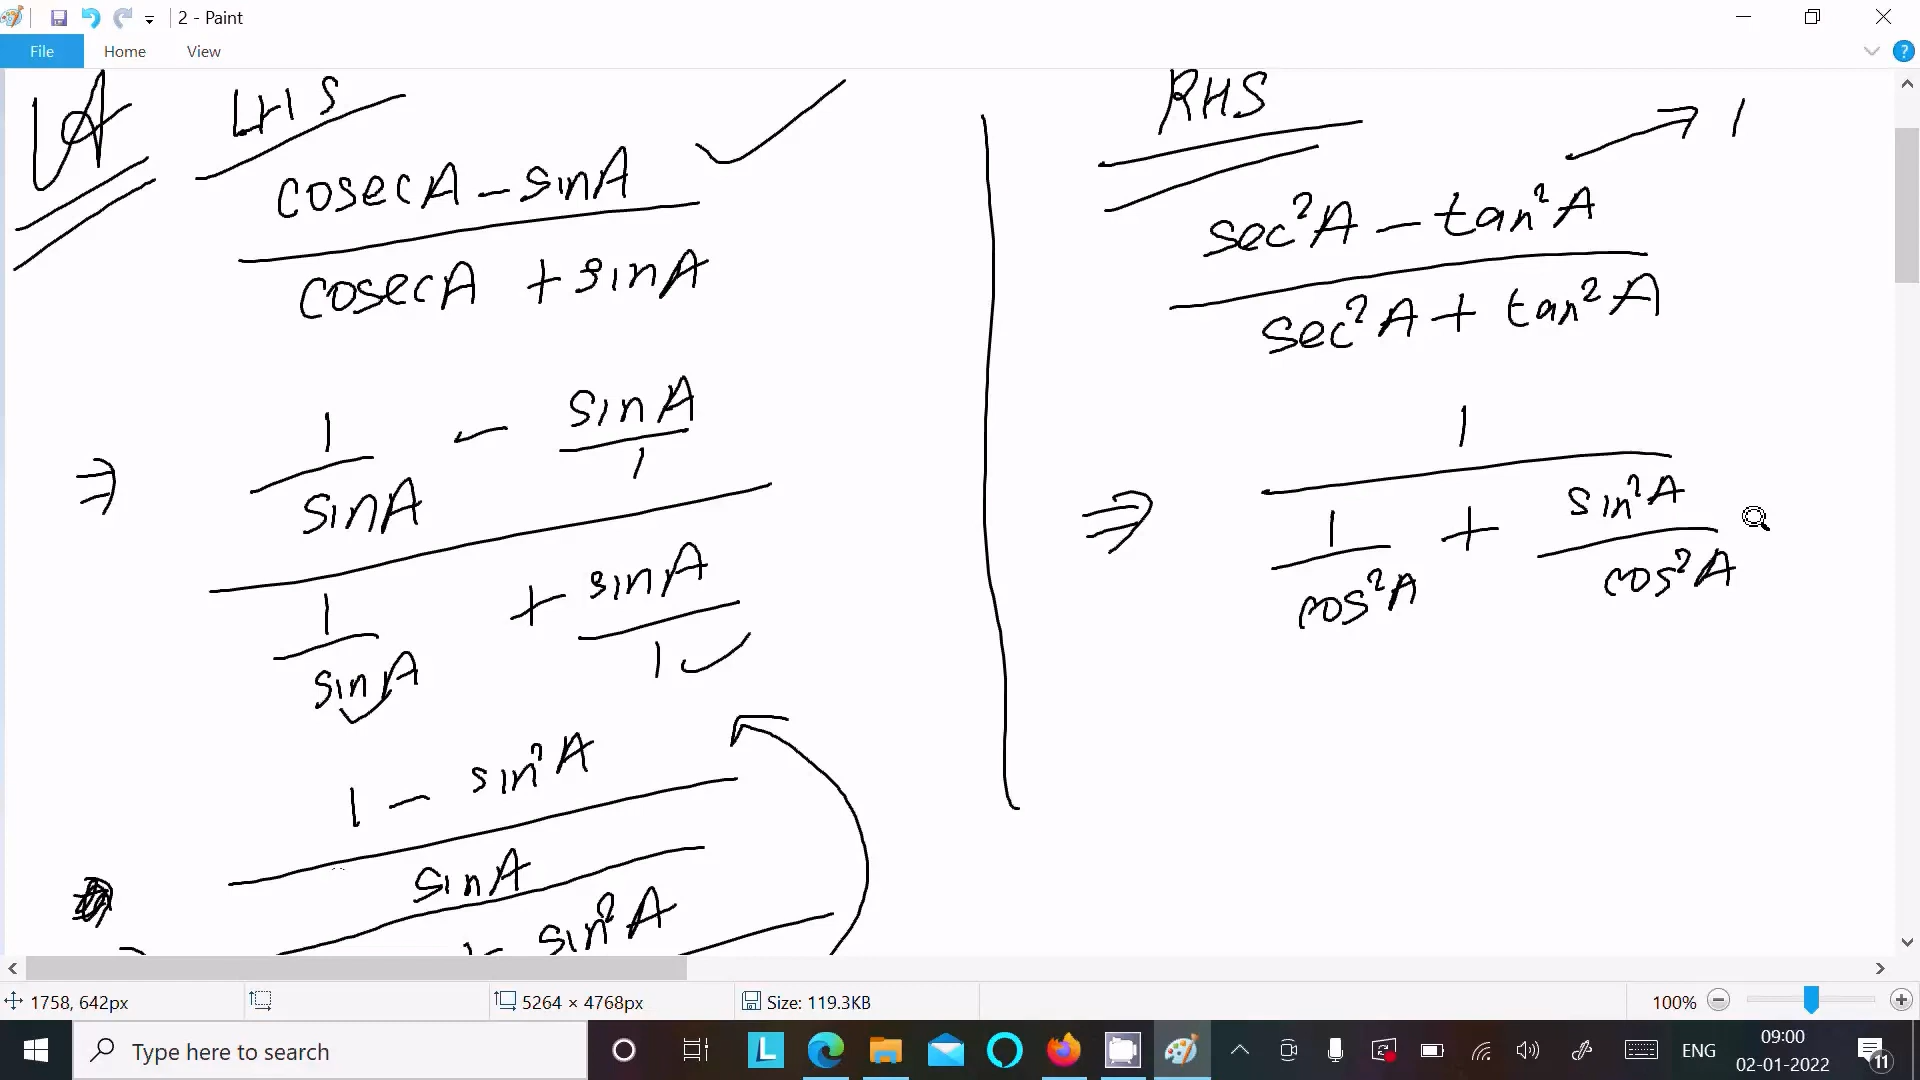 2 - Paint
File Home View
LHS
cosecA - sinA
cosecA + sinA
⇒ 1/sinA - sinA/1
1/sinA + sinA/1
1 - sin²A
sinA
- sin²A
RHS
→ 1
sec²A - tan²A
sec²A + tan²A
⇒ 1
1/cos²A + sin²A/cos²A
1758, 642px 5264 × 4768px Size: 119.3KB 100%
Type here to search
ENG
09:00
02-01-2022
11